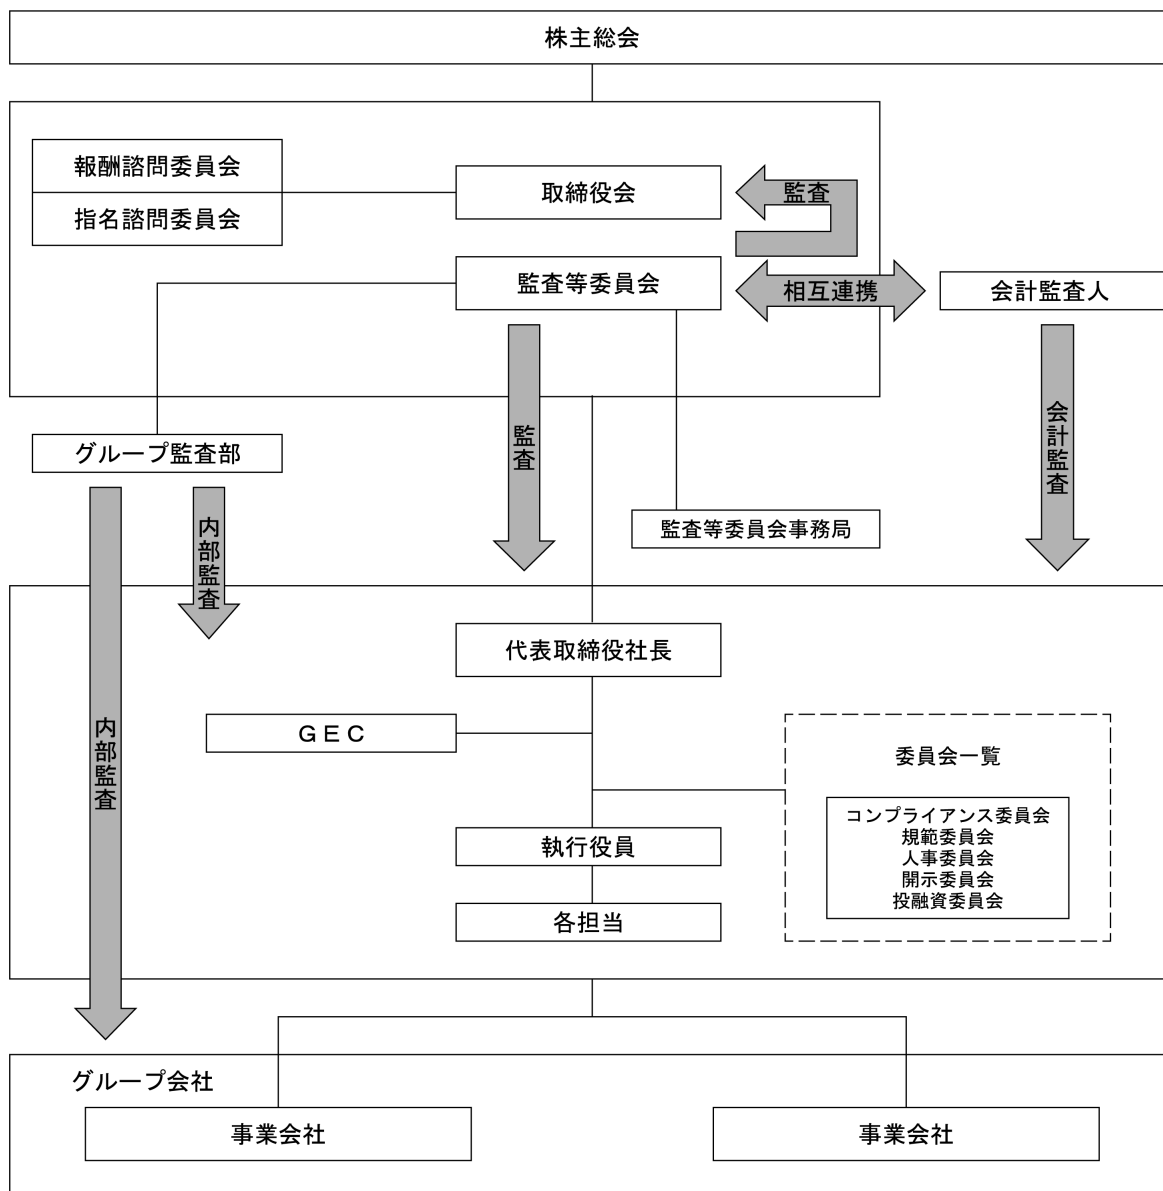 株主総会
報酬諮問委員会
指名諮問委員会
取締役会
監査
監査等委員会
相互連携
会計監査人
グループ監査部
監査
会計監査
内部監査
監査等委員会事務局
代表取締役社長
内部監査
GEC
委員会一覧
コンプライアンス委員会
規範委員会
人事委員会
開示委員会
投融資委員会
執行役員
各担当
グループ会社
事業会社
事業会社